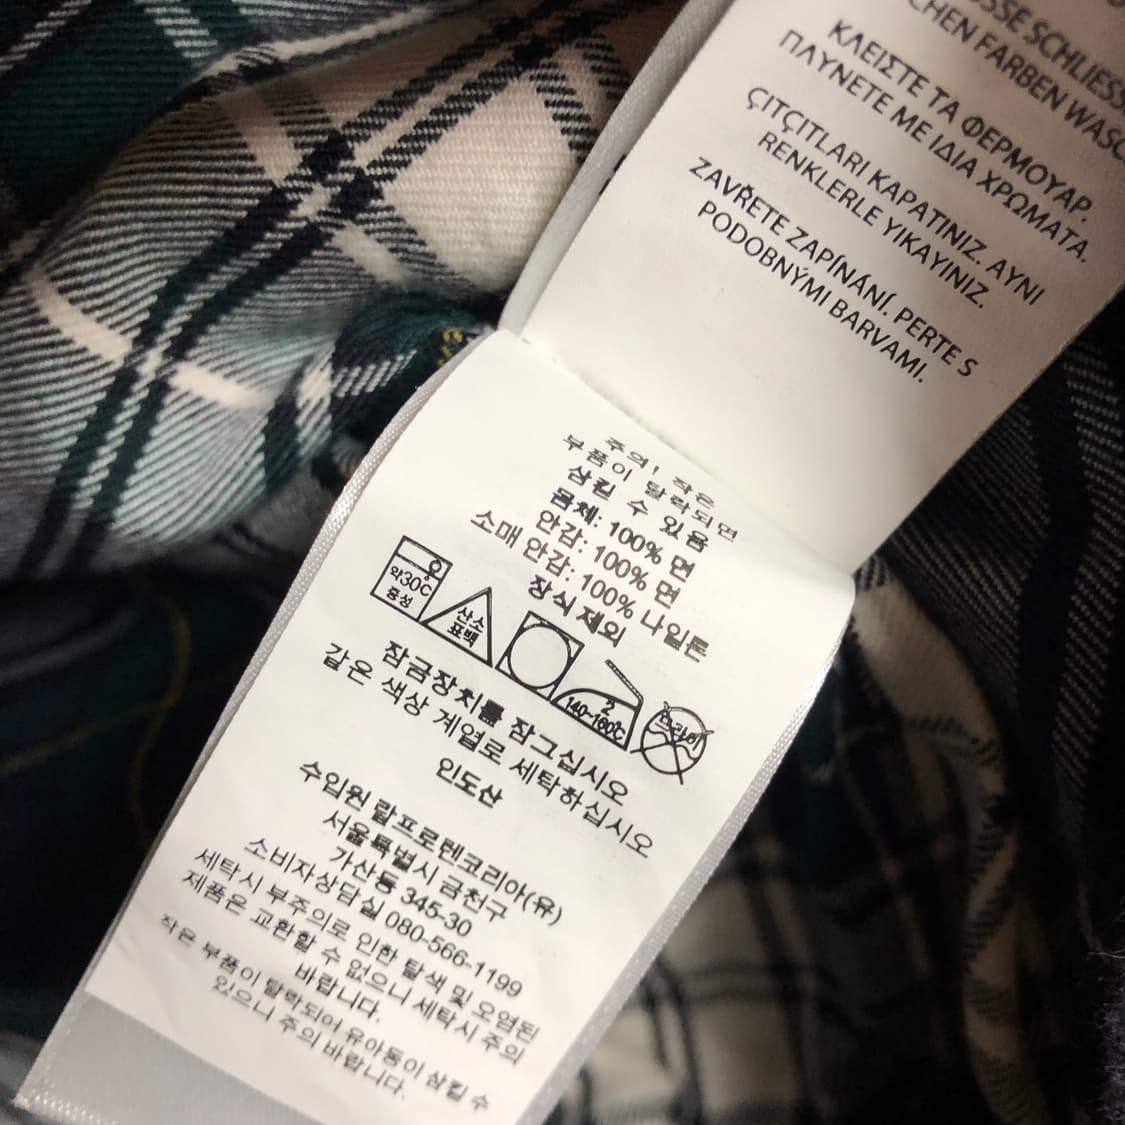 SSE SCHLIESS
CHEN FARBEN WASC
ΚΛΕΙΣΤΕ ΤΑ ΦΕΡΜΟΥΑΡ.
ΠΛΥΝΕΤΕ ΜΕ ΙΔΙΑ ΧΡΩΜΑΤΑ.
ÇITÇITLARI KAPATINIZ. AYNI
RENKLERLE YIKAYINIZ.
ZAVŘETE ZAPÍNÁNÍ. PERTE S
PODOBNÝMI BARVAMI.
주의! 작은
부품이 탈락되면
삼킬 수 있음
몸체: 100% 면
안감: 100% 면
소매 안감: 100% 나일론
장식 제외
약30℃
중성
산소
표백
2
140~160℃
드라이
잠금장치를 잠그십시오
같은 색상 계열로 세탁하십시오
인도산
수입원 랄프로렌코리아(유)
서울특별시 금천구
가산동 345-30
소비자상담실 080-566-1199
세탁시 부주의로 인한 탈색 및 오염된
제품은 교환할 수 없으니 세탁시 주의
바랍니다.
작은 부품이 탈락되어 유아동이 삼킬 수
있으니 주의 바랍니다.